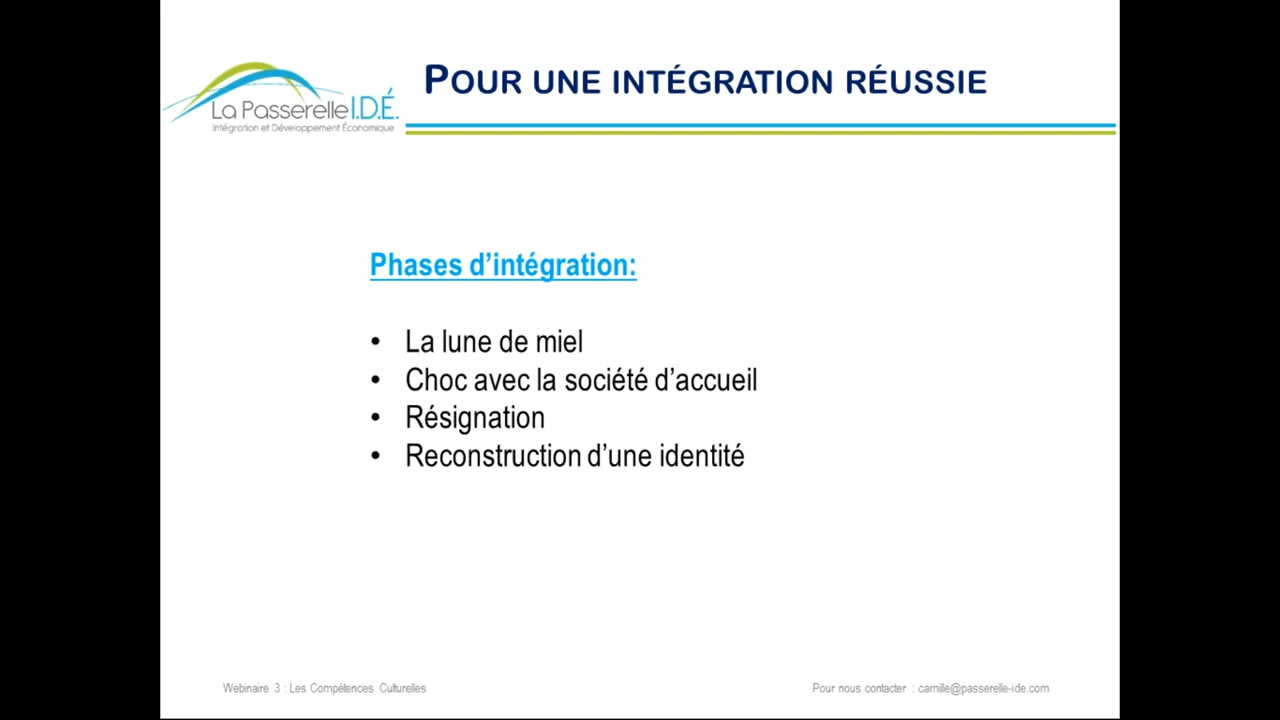 La Passerelle I.D.É.
Intégration et Développement Économique
POUR UNE INTÉGRATION RÉUSSIE
Phases d’intégration:
• La lune de miel
• Choc avec la société d’accueil
• Résignation
• Reconstruction d’une identité
Webinaire 3 : Les Compétences Culturelles
Pour nous contacter : camille@passerelle-ide.com